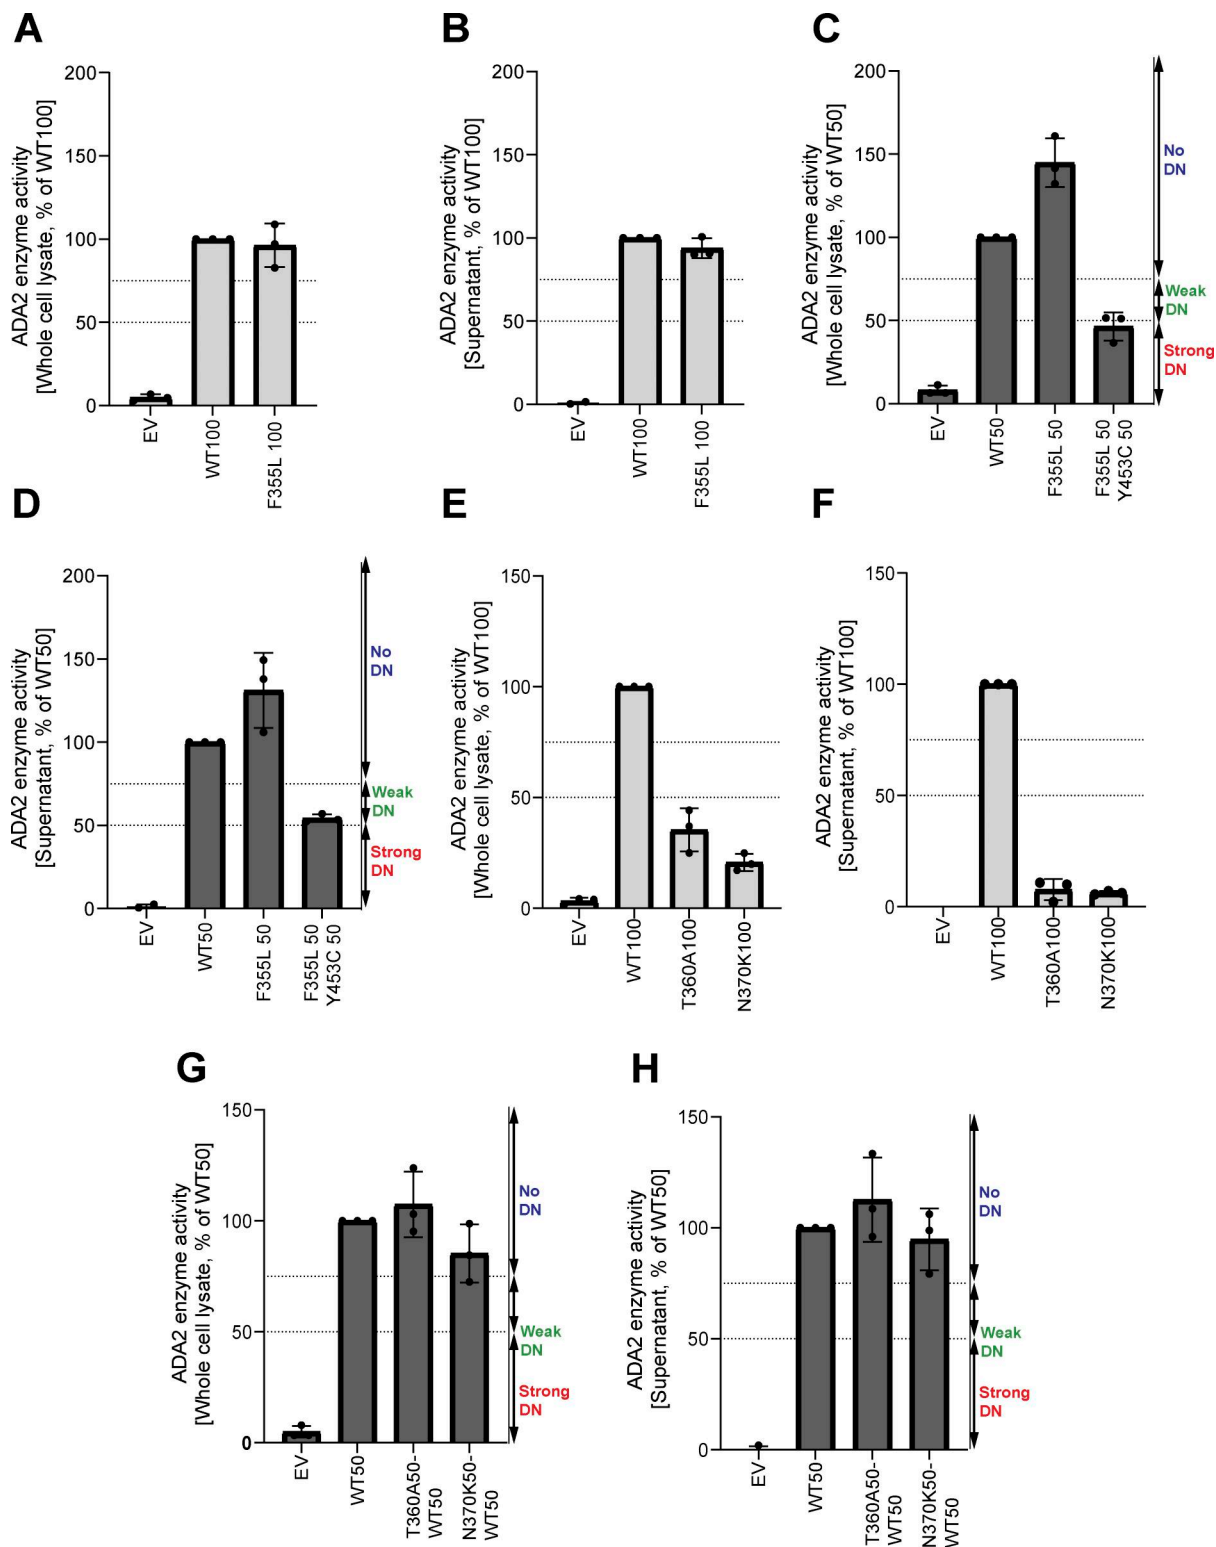 A
ADA2 enzyme activity
[Whole cell lysate, % of WT100]
200
150
100
50
0
EV
WT100
F355L 100
B
ADA2 enzyme activity
[Supernatant, % of WT100]
200
150
100
50
0
EV
WT100
F355L 100
C
ADA2 enzyme activity
[Whole cell lysate, % of WT50]
200
150
100
50
0
EV
WT50
F355L 50
F355L 50
Y453C 50
No
DN
Weak
DN
Strong
DN
D
ADA2 enzyme activity
[Supernatant, % of WT50]
200
150
100
50
0
EV
WT50
F355L 50
F355L 50
Y453C 50
No
DN
Weak
DN
Strong
DN
E
ADA2 enzyme activity
[Whole cell lysate, % of WT100]
150
100
50
0
EV
WT100
T360A100
N370K100
F
ADA2 enzyme activity
[Supernatant, % of WT100]
150
100
50
0
EV
WT100
T360A100
N370K100
G
ADA2 enzyme activity
[Whole cell lysate, % of WT50]
150
100
50
0
EV
WT50
T360A50-
WT50
N370K50-
WT50
No
DN
Weak
DN
Strong
DN
H
ADA2 enzyme activity
[Supernatant, % of WT50]
150
100
50
0
EV
WT50
T360A50-
WT50
N370K50-
WT50
No
DN
Weak
DN
Strong
DN